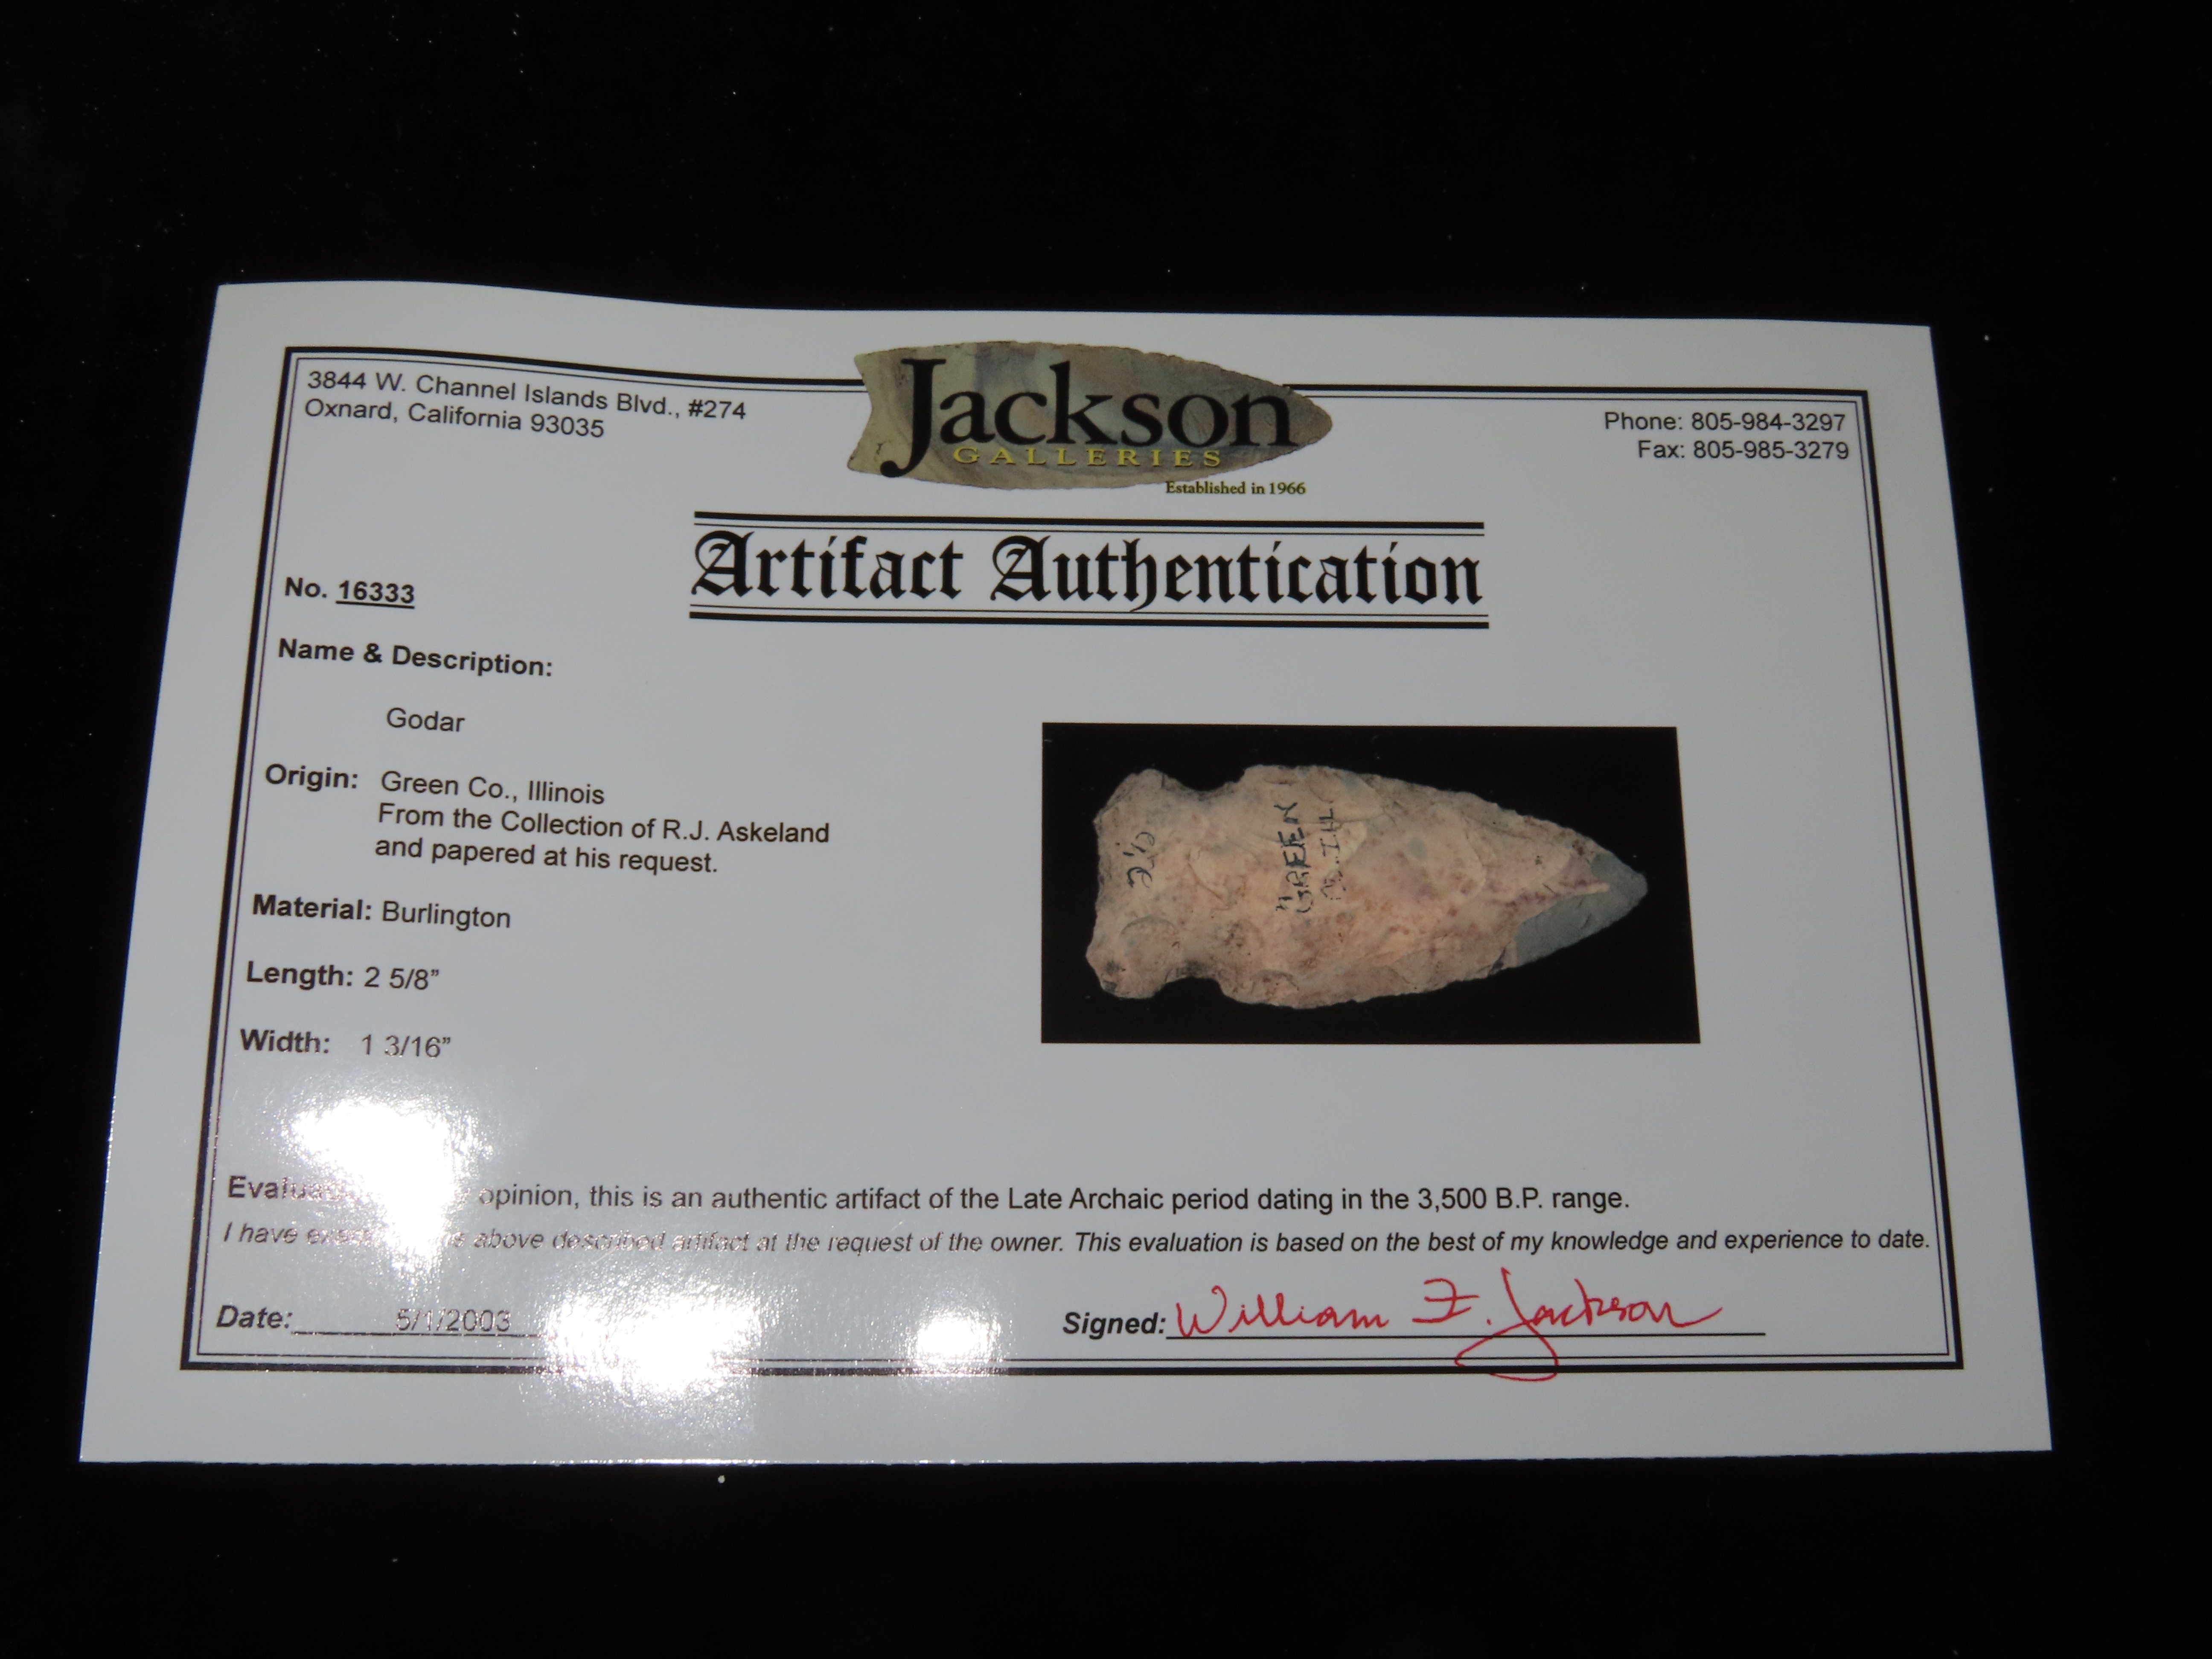 3844 W. Channel Islands Blvd., #274
Oxnard, California 93035
Jackson
GALLERIES
Established in 1966
Phone: 805-984-3297
Fax: 805-985-3279
Artifact Authentication
No. 16333
Name & Description:
Godar
Origin: Green Co., Illinois
From the Collection of R.J. Askeland
and papered at his request.
Material: Burlington
Length: 2 5/8”
Width: 1 3/16”
GREEN
opinion, this is an authentic artifact of the Late Archaic period dating in the 3,500 B.P. range.
I have above described artifact at the request of the owner. This evaluation is based on the best of my knowledge and experience to date.
Date: 5/1/2003
Signed: William F. Jackson